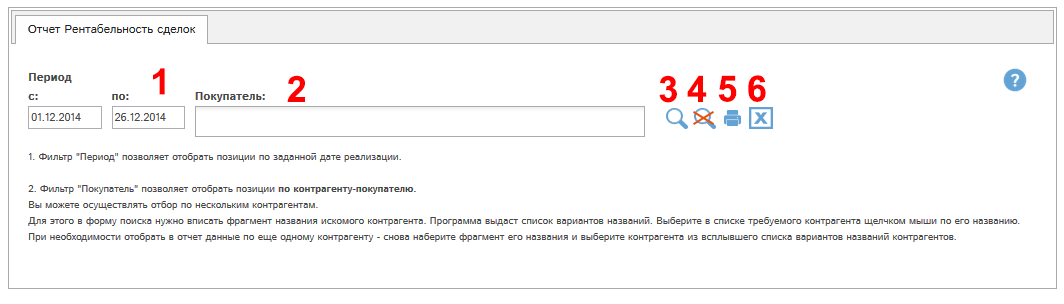 Отчет Рентабельность сделок
Период
1
2
3 4 5 6
?
с:
по:
Покупатель:
01.12.2014
26.12.2014
X
1. Фильтр "Период" позволяет отобрать позиции по заданной дате реализации.
2. Фильтр "Покупатель" позволяет отобрать позиции по контрагенту-покупателю.
Вы можете осуществлять отбор по нескольким контрагентам.
Для этого в форму поиска нужно вписать фрагмент названия искомого контрагента. Программа выдаст список вариантов названий. Выберите в списке требуемого контрагента щелчком мыши по его названию.
При необходимости отобрать в отчет данные по еще одному контрагенту - снова наберите фрагмент его названия и выберите контрагента из всплывшего списка вариантов названий контрагентов.